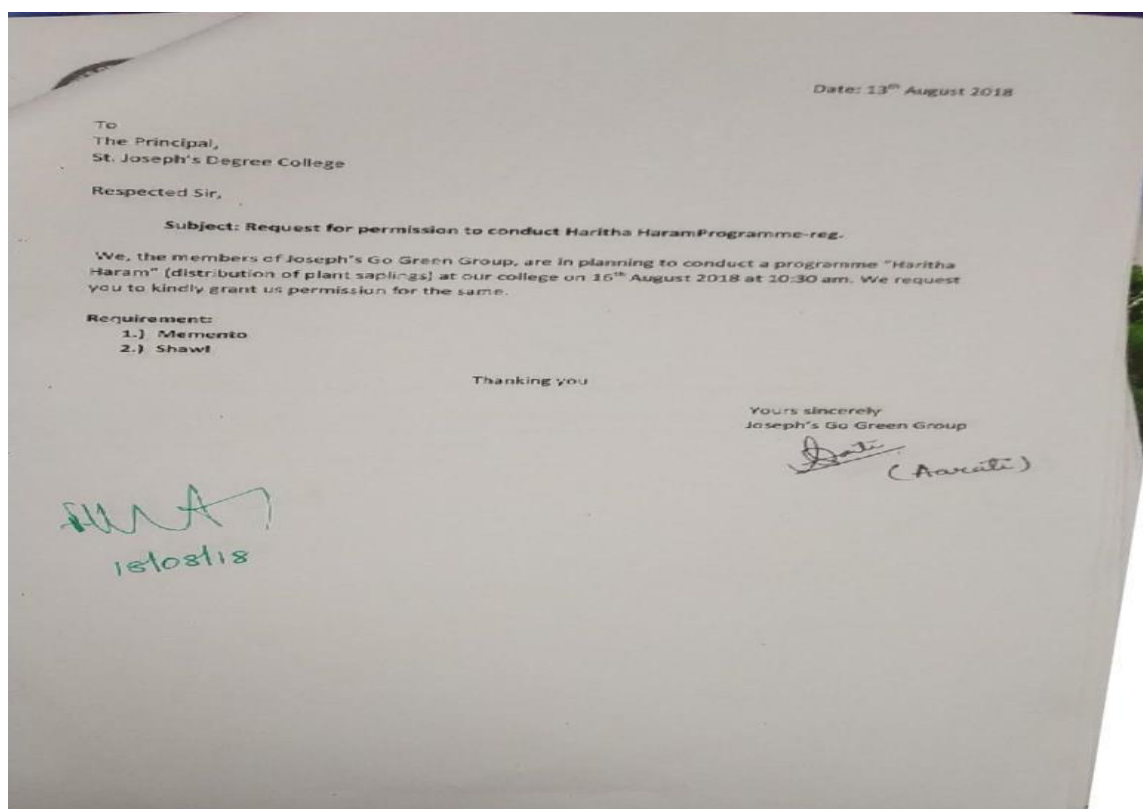 Date: 13th August 2018
To
The Principal,
St. Joseph's Degree College
Respected Sir,
Subject: Request for permission to conduct Haritha HaramProgramme-reg.
We, the members of Joseph's Go Green Group, are in planning to conduct a programme "Haritha
Haram" (distribution of plant saplings) at our college on 16th August 2018 at 10:30 am. We request
you to kindly grant us permission for the same.
Requirement:
1.) Memento
2.) Shawl
Thanking you
Yours sincerely
Joseph's Go Green Group
(Aarati)